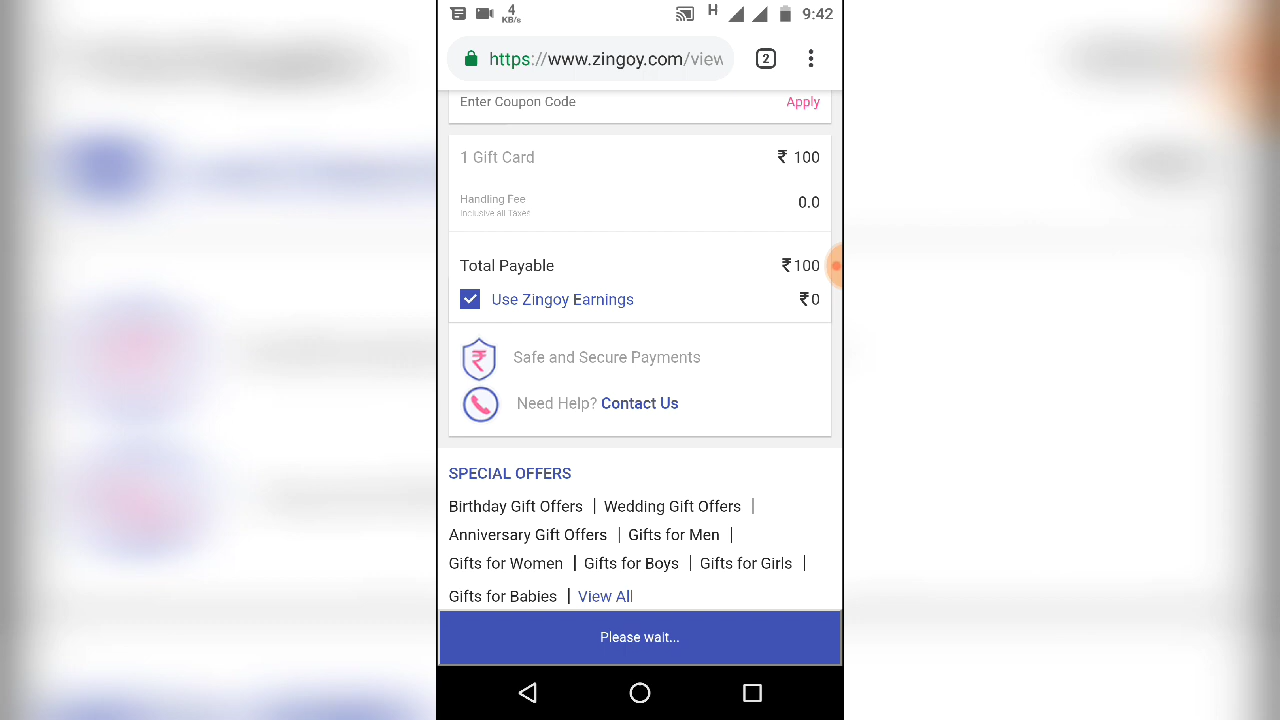 4 KB/s H 9:42
https://www.zingoy.com/view 2
Enter Coupon Code Apply
1 Gift Card ₹ 100
Handling Fee 0.0
Inclusive all Taxes
Total Payable ₹100
Use Zingoy Earnings ₹0
Safe and Secure Payments
Need Help? Contact Us
SPECIAL OFFERS
Birthday Gift Offers | Wedding Gift Offers |
Anniversary Gift Offers | Gifts for Men |
Gifts for Women | Gifts for Boys | Gifts for Girls |
Gifts for Babies | View All
Please wait...